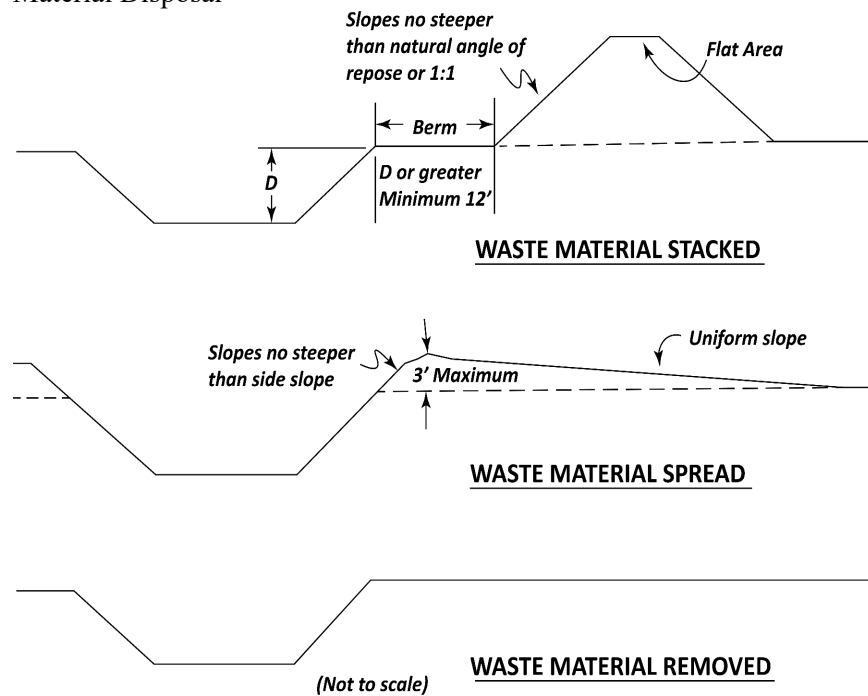 Material Disposal
Slopes no steeper
than natural angle of
repose or 1:1
Flat Area
Berm
D
D or greater
Minimum 12'
WASTE MATERIAL STACKED
Slopes no steeper
than side slope
Uniform slope
3' Maximum
WASTE MATERIAL SPREAD
(Not to scale)
WASTE MATERIAL REMOVED